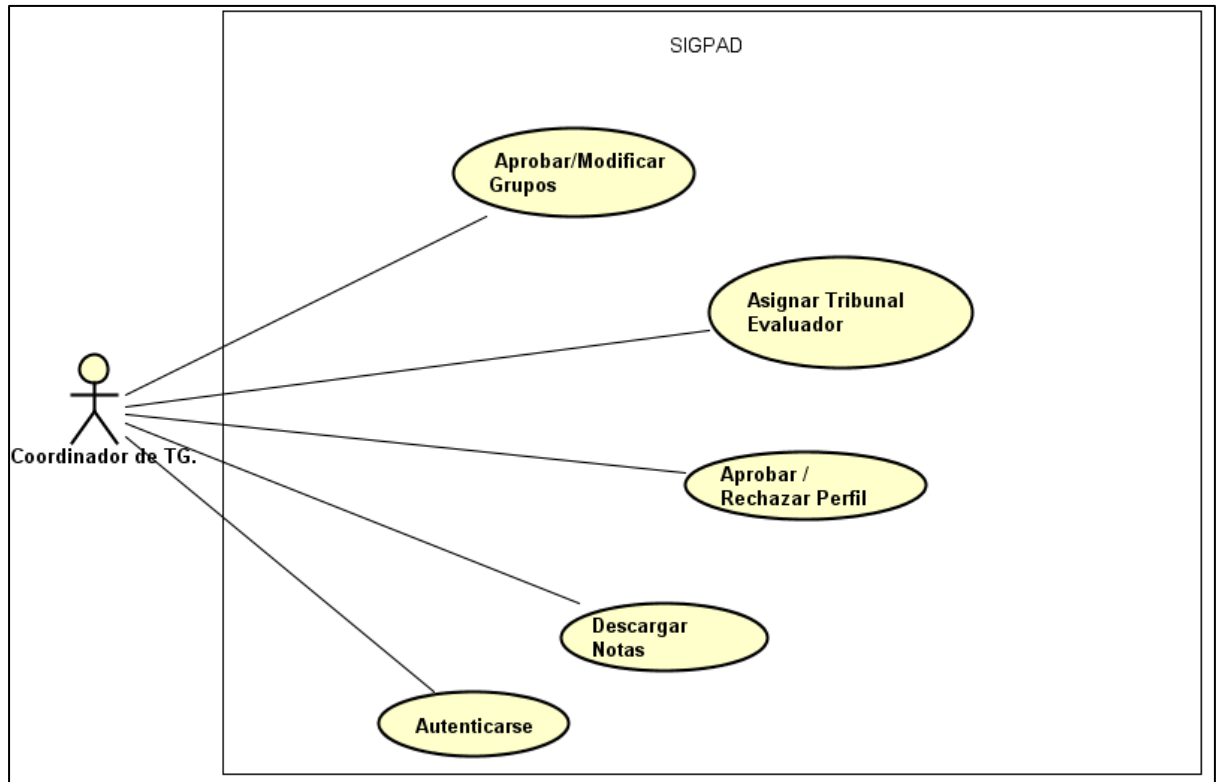 SIGPAD
Aprobar/Modificar
Grupos
Asignar Tribunal
Evaluador
Coordinador de TG.
Aprobar /
Rechazar Perfil
Descargar
Notas
Autenticarse